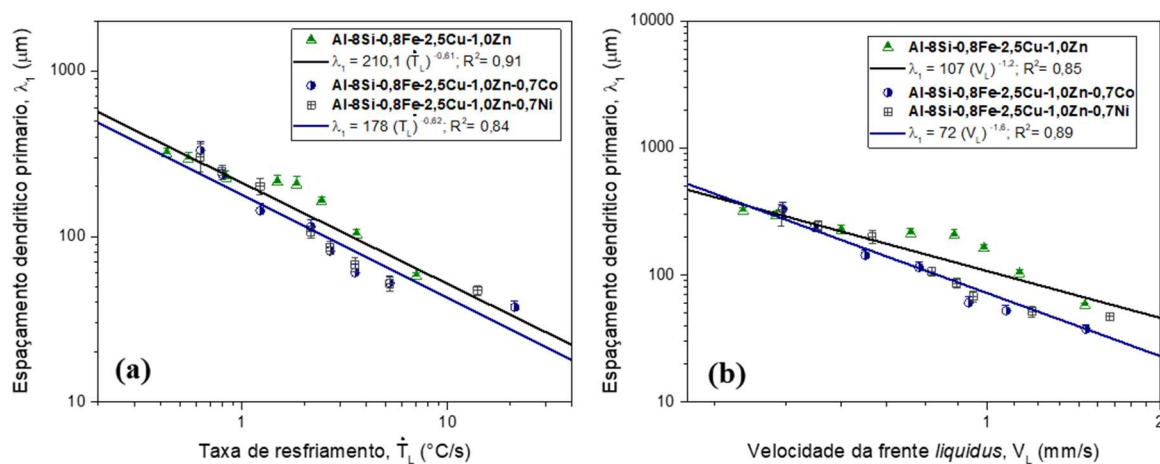 Espaçamento dendrítico primario, λ₁ (μm)
1000
100
10
Al-8Si-0,8Fe-2,5Cu-1,0Zn
λ₁ = 210,1 (Ṫ_L)^-0,61; R²= 0,91
Al-8Si-0,8Fe-2,5Cu-1,0Zn-0,7Co
Al-8Si-0,8Fe-2,5Cu-1,0Zn-0,7Ni
λ₁ = 178 (Ṫ_L)^-0,62; R²= 0,84
(a)
1 10
Taxa de resfriamento, Ṫ_L (°C/s)
Espaçamento dendrítico primario, λ₁ (μm)
10000
1000
100
10
Al-8Si-0,8Fe-2,5Cu-1,0Zn
λ₁ = 107 (V_L)^-1,2; R²= 0,85
Al-8Si-0,8Fe-2,5Cu-1,0Zn-0,7Co
Al-8Si-0,8Fe-2,5Cu-1,0Zn-0,7Ni
λ₁ = 72 (V_L)^-1,6; R²= 0,89
(b)
1 2
Velocidade da frente liquidus, V_L (mm/s)